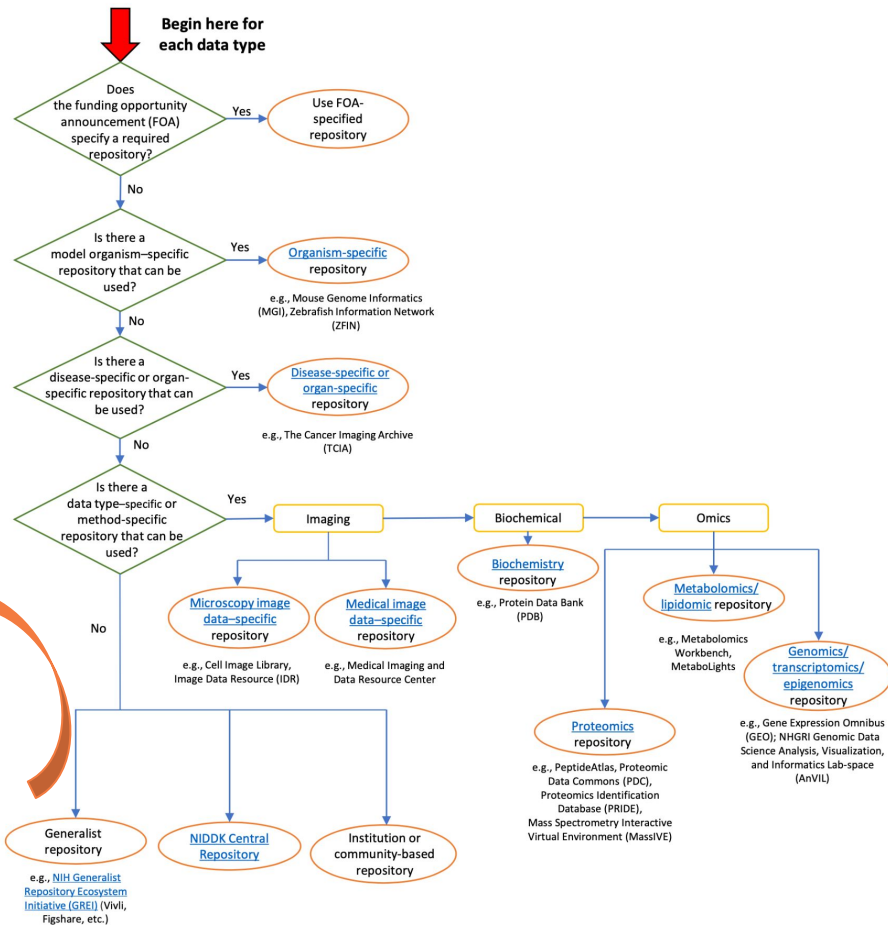 Begin here for
each data type
Does
the funding opportunity
announcement (FOA)
specify a required
repository?
Yes
Use FOA-
specified
repository
No
Is there a
model organism–specific
repository that can be
used?
Yes
Organism-specific
repository
e.g., Mouse Genome Informatics
(MGI), Zebrafish Information Network
(ZFIN)
No
Is there a
disease-specific or organ-
specific repository that can
be used?
Yes
Disease-specific or
organ-specific
repository
e.g., The Cancer Imaging Archive
(TCIA)
No
Is there a
data type–specific or
method-specific
repository that can be
used?
Yes
Imaging
Biochemical
Omics
Microscopy image
data–specific
repository
e.g., Cell Image Library,
Image Data Resource (IDR)
Medical image
data–specific
repository
e.g., Medical Imaging and
Data Resource Center
Biochemistry
repository
e.g., Protein Data Bank
(PDB)
Metabolomics/
lipidomic repository
e.g., Metabolomics
Workbench,
MetaboLights
Genomics/
transcriptomics/
epigenomics
repository
e.g., Gene Expression Omnibus
(GEO); NHGRI Genomic Data
Science Analysis, Visualization,
and Informatics Lab-space
(AnVIL)
Proteomics
repository
e.g., PeptideAtlas, Proteomic
Data Commons (PDC),
Proteomics Identification
Database (PRIDE),
Mass Spectrometry Interactive
Virtual Environment (MassIVE)
No
Generalist
repository
e.g., NIH Generalist
Repository Ecosystem
Initiative (GREI) (Vivli,
Figshare, etc.)
NIDDK Central
Repository
Institution or
community-based
repository